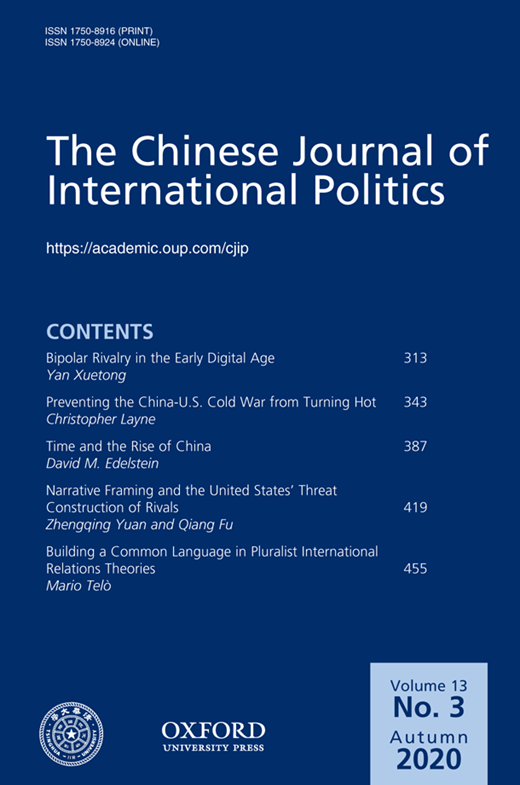 ISSN 1750-8916 (PRINT)
ISSN 1750-8924 (ONLINE)
The Chinese Journal of
International Politics
https://academic.oup.com/cjip
CONTENTS
Bipolar Rivalry in the Early Digital Age 313
Yan Xuetong
Preventing the China-U.S. Cold War from Turning Hot 343
Christopher Layne
Time and the Rise of China 387
David M. Edelstein
Narrative Framing and the United States’ Threat
Construction of Rivals 419
Zhengqing Yuan and Qiang Fu
Building a Common Language in Pluralist International
Relations Theories 455
Mario Telò
Volume 13
No. 3
Autumn
2020
OXFORD
UNIVERSITY PRESS